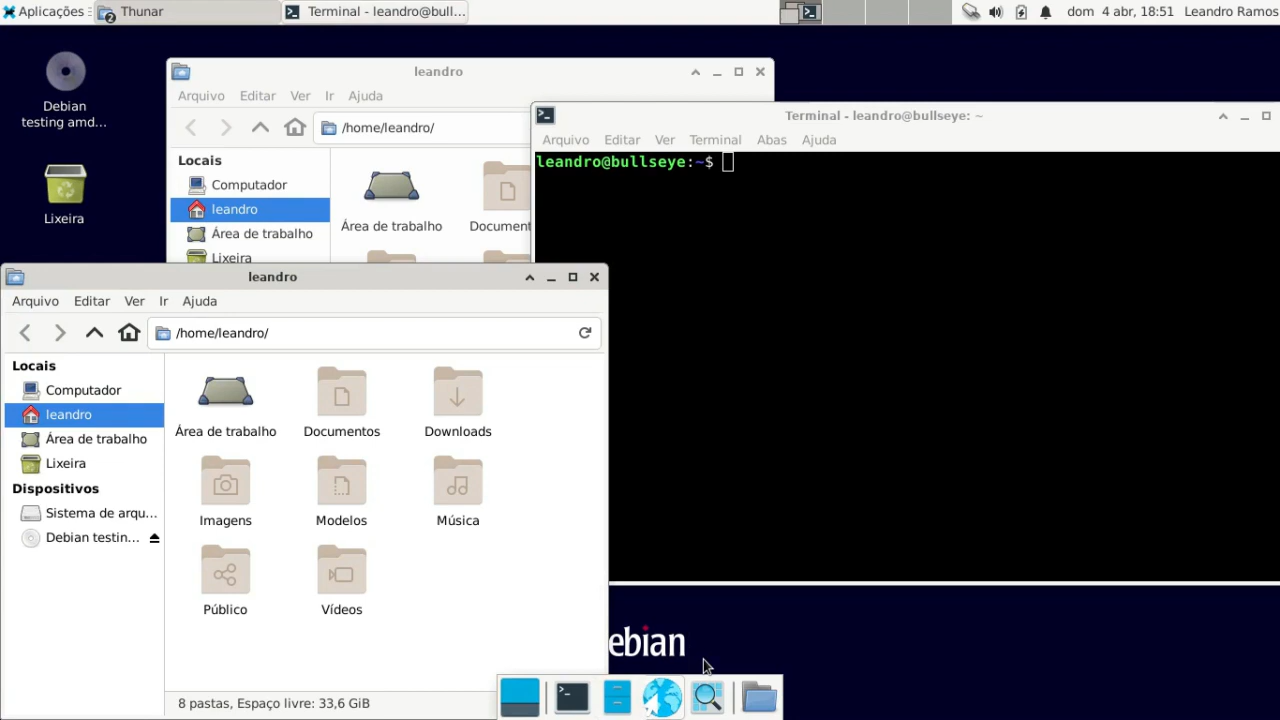 Aplicações
2 Thunar
Terminal - leandro@bull...
dom 4 abr, 18:51
Leandro Ramos
Debian
testing amd...
Lixeira
leandro
Arquivo Editar Ver Ir Ajuda
/home/leandro/
Locais
Computador
leandro
Área de trabalho
Lixeira
Área de trabalho
Document
Terminal - leandro@bullseye: ~
Arquivo Editar Ver Terminal Abas Ajuda
leandro@bullseye:~$
leandro
Arquivo Editar Ver Ir Ajuda
/home/leandro/
Locais
Computador
leandro
Área de trabalho
Lixeira
Dispositivos
Sistema de arqu...
Debian testin...
Área de trabalho Documentos Downloads
Imagens Modelos Música
Público Vídeos
8 pastas, Espaço livre: 33,6 GiB
ebian